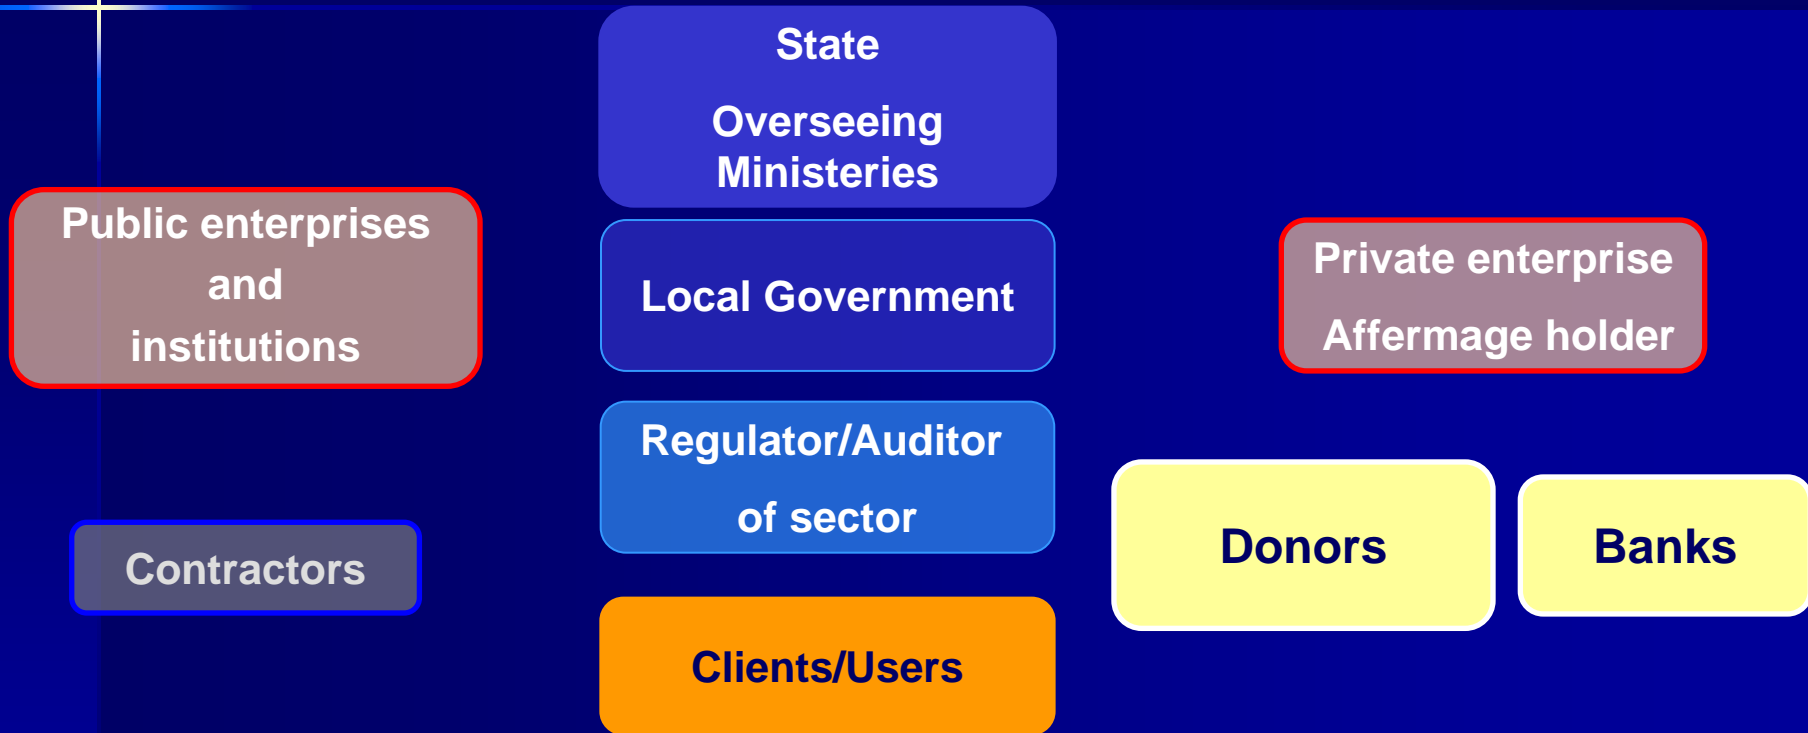 State
Overseeing
Ministeries
Public enterprises
and
institutions
Local Government
Private enterprise
Affermage holder
Regulator/Auditor
of sector
Contractors
Donors
Banks
Clients/Users